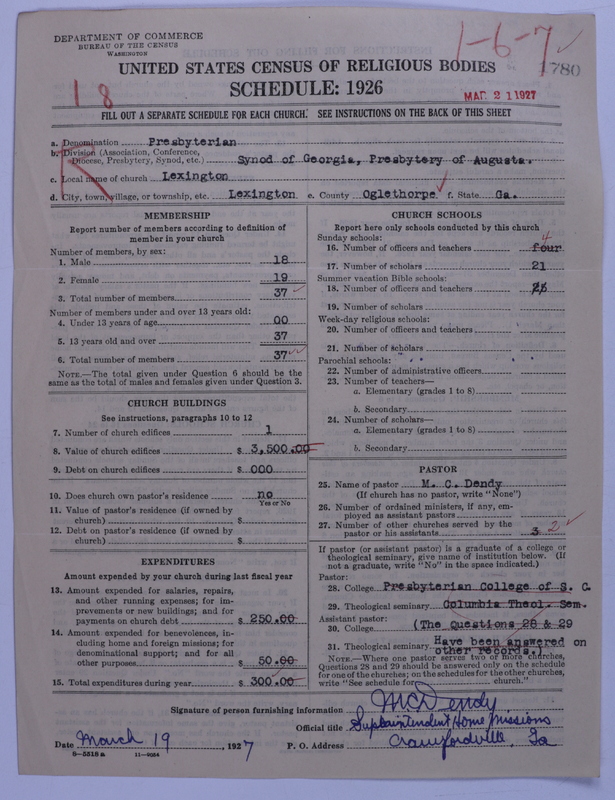 DEPARTMENT OF COMMERCE
BUREAU OF THE CENSUS
WASHINGTON
1-6-7 ✓
1780
UNITED STATES CENSUS OF RELIGIOUS BODIES
1 8
SCHEDULE: 1926
MAR 21 1927
FILL OUT A SEPARATE SCHEDULE FOR EACH CHURCH. SEE INSTRUCTIONS ON THE BACK OF THIS SHEET
a. Denomination Presbyterian
b. Division (Association, Conference, Diocese, Presbytery, Synod, etc.) Synod of Georgia, Presbytery of Augusta.
c. Local name of church Lexington
d. City, town, village, or township, etc. Lexington e. County Oglethorpe ✓ f. State Ga.
MEMBERSHIP
Report number of members according to definition of
member in your church
Number of members, by sex:
1. Male 18
2. Female 19
3. Total number of members 37 ✓
Number of members under and over 13 years old:
4. Under 13 years of age 00
5. 13 years old and over 37
6. Total number of members 37 ✓✓
NOTE.—The total given under Question 6 should be
same as the total of males and females given under Question 3.
CHURCH BUILDINGS
See instructions, paragraphs 10 to 12
7. Number of church edifices 1
8. Value of church edifices $ 3,500.00
9. Debt on church edifices $ 000
10. Does church own pastor's residence no
Yes or No
11. Value of pastor's residence (if owned by
church) $
12. Debt on pastor's residence (if owned by
church) $
EXPENDITURES
Amount expended by your church during last fiscal year
13. Amount expended for salaries, repairs,
and other running expenses; for im-
provements or new buildings; and for
payments on church debt $ 250.00
14. Amount expended for benevolences, in-
cluding home and foreign missions; for
denominational support; and for all
other purposes $ 50.00
15. Total expenditures during year $ 300.00
CHURCH SCHOOLS
Report here only schools conducted by this church
Sunday schools: 4
16. Number of officers and teachers four
17. Number of scholars 21
Summer vacation Bible schools:
18. Number of officers and teachers
19. Number of scholars
Week-day religious schools:
20. Number of officers and teachers
21. Number of scholars
Parochial schools:
22. Number of administrative officers
23. Number of teachers—
a. Elementary (grades 1 to 8)
b. Secondary
24. Number of scholars—
a. Elementary (grades 1 to 8)
b. Secondary
PASTOR
25. Name of pastor M. C. Dendy
(If church has no pastor, write "None")
26. Number of ordained ministers, if any, em-
ployed as assistant pastors
27. Number of other churches served by the
pastor or his assistants 3 2 ✓
If pastor (or assistant pastor) is a graduate of a college or
theological seminary, give name of institution below. (If
not a graduate, write "No" in the space indicated.)
Pastor:
28. College Presbyterian College of S. C.
29. Theological seminary Columbia Theol. Sem.
Assistant pastor:
30. College (The Questions 28 & 29
31. Theological seminary Have been answered on
other records.)
NOTE.—Where one pastor serves two or more churches,
Questions 28 and 29 should be answered only on the schedule
for one of the churches; on the schedules for the other churches,
write "See schedule for church."
Signature of person furnishing information MC Dendy
Official title Superintendent Home Missions
Date March 19, 1927 P. O. Address Crawfordville, Ga
8—5518 a 11—9084